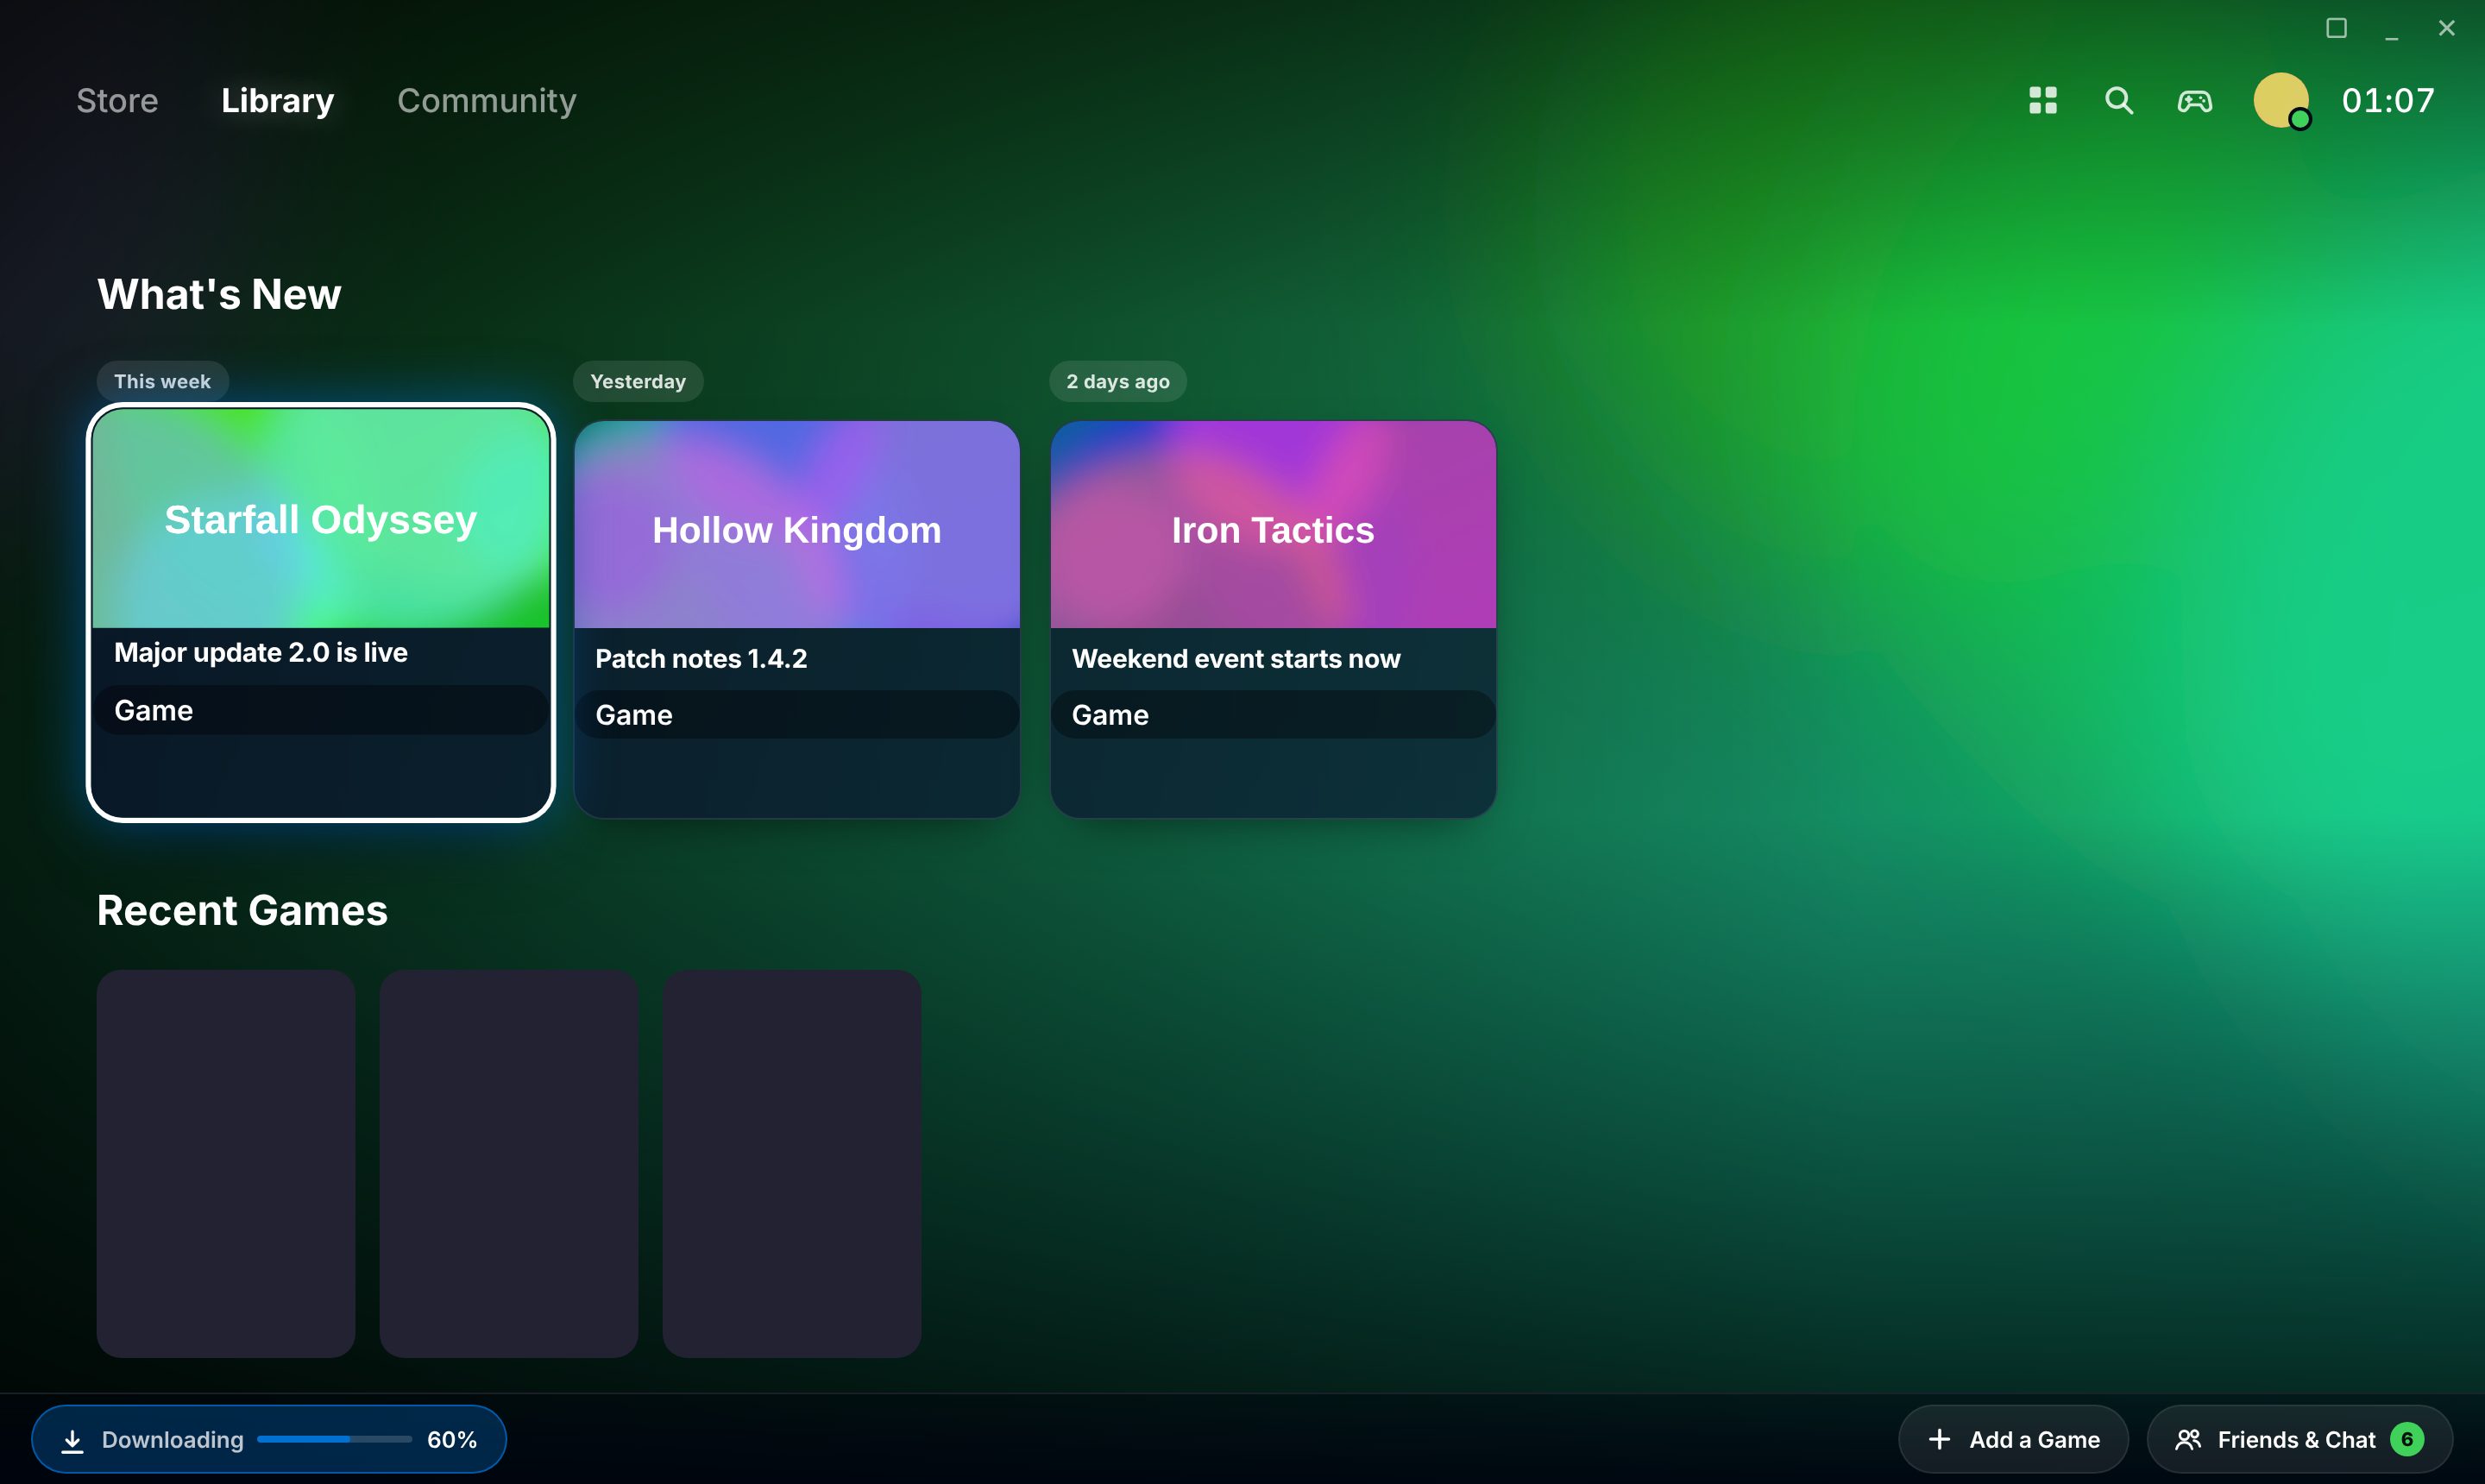 Store Library Community 01:07
What's New
This week Yesterday 2 days ago
Starfall Odyssey
Hollow Kingdom
Iron Tactics
Major update 2.0 is live
Game
Patch notes 1.4.2
Game
Weekend event starts now
Game
Recent Games
Downloading 60%
Add a Game
Friends & Chat 6